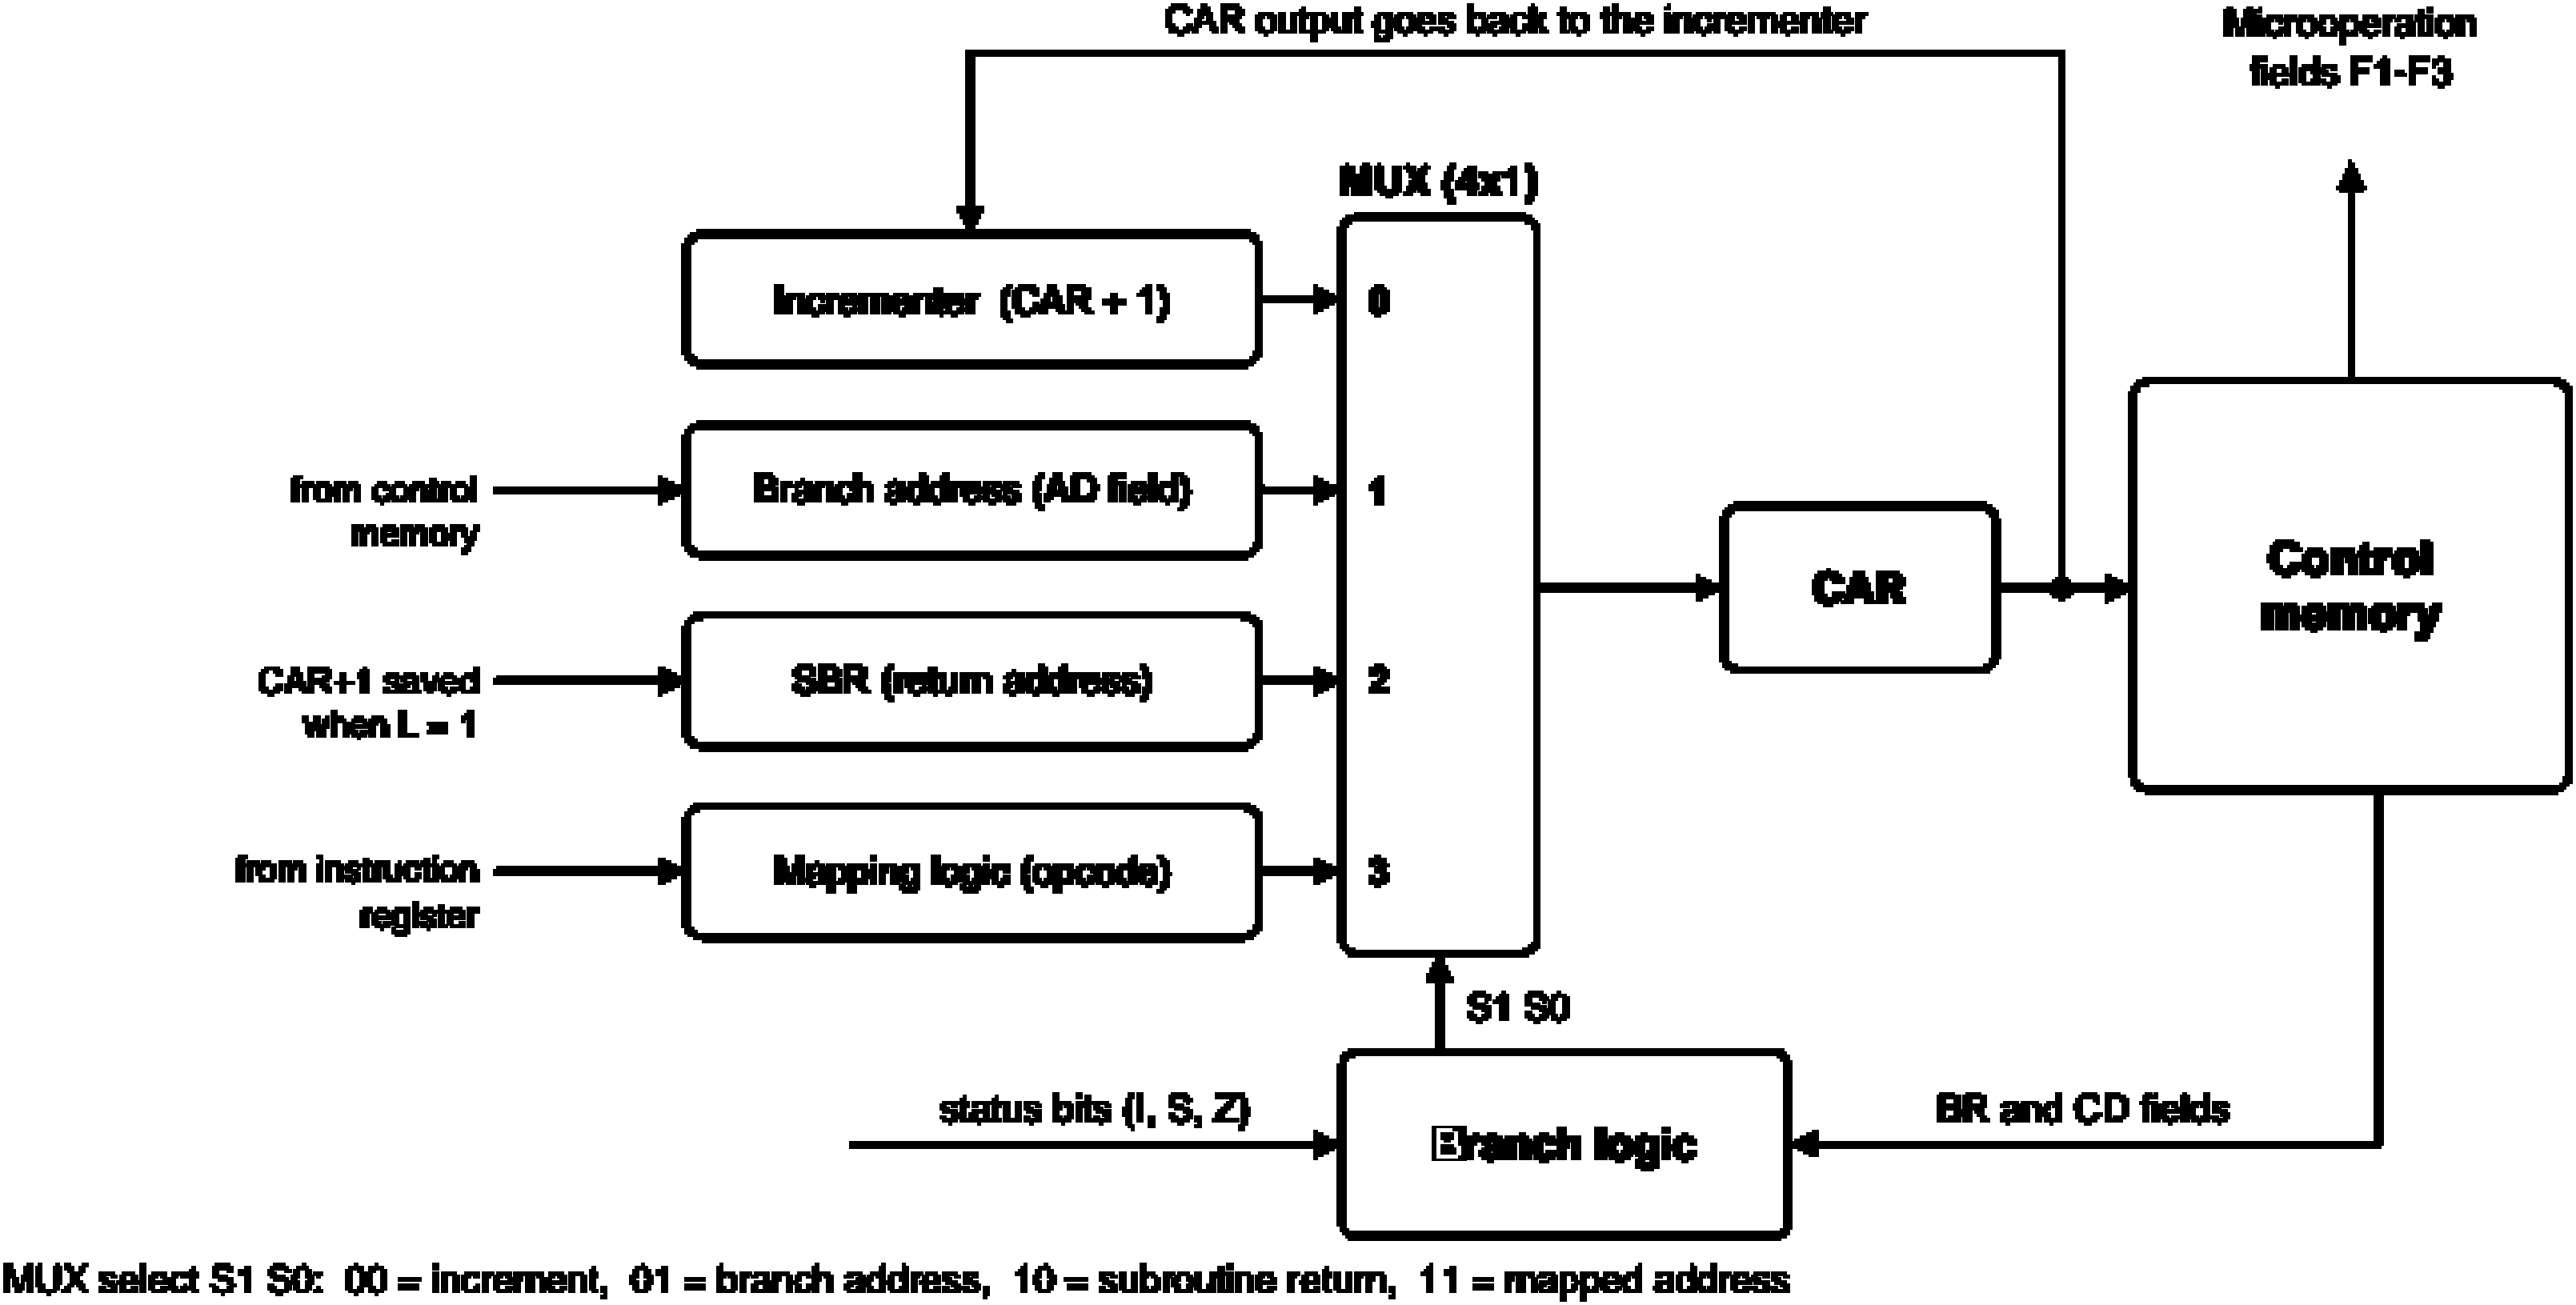 CAR output goes back to the incrementer
Microoperation
fields F1-F3
MUX (4x1)
Incrementer (CAR + 1)
0
from control
memory
Branch address (AD field)
1
CAR
Control
memory
CAR+1 saved
when L = 1
SBR (return address)
2
from instruction
register
Mapping logic (opcode)
3
S1 S0
status bits (I, S, Z)
Branch logic
BR and CD fields
MUX select S1 S0: 00 = increment, 01 = branch address, 10 = subroutine return, 11 = mapped address